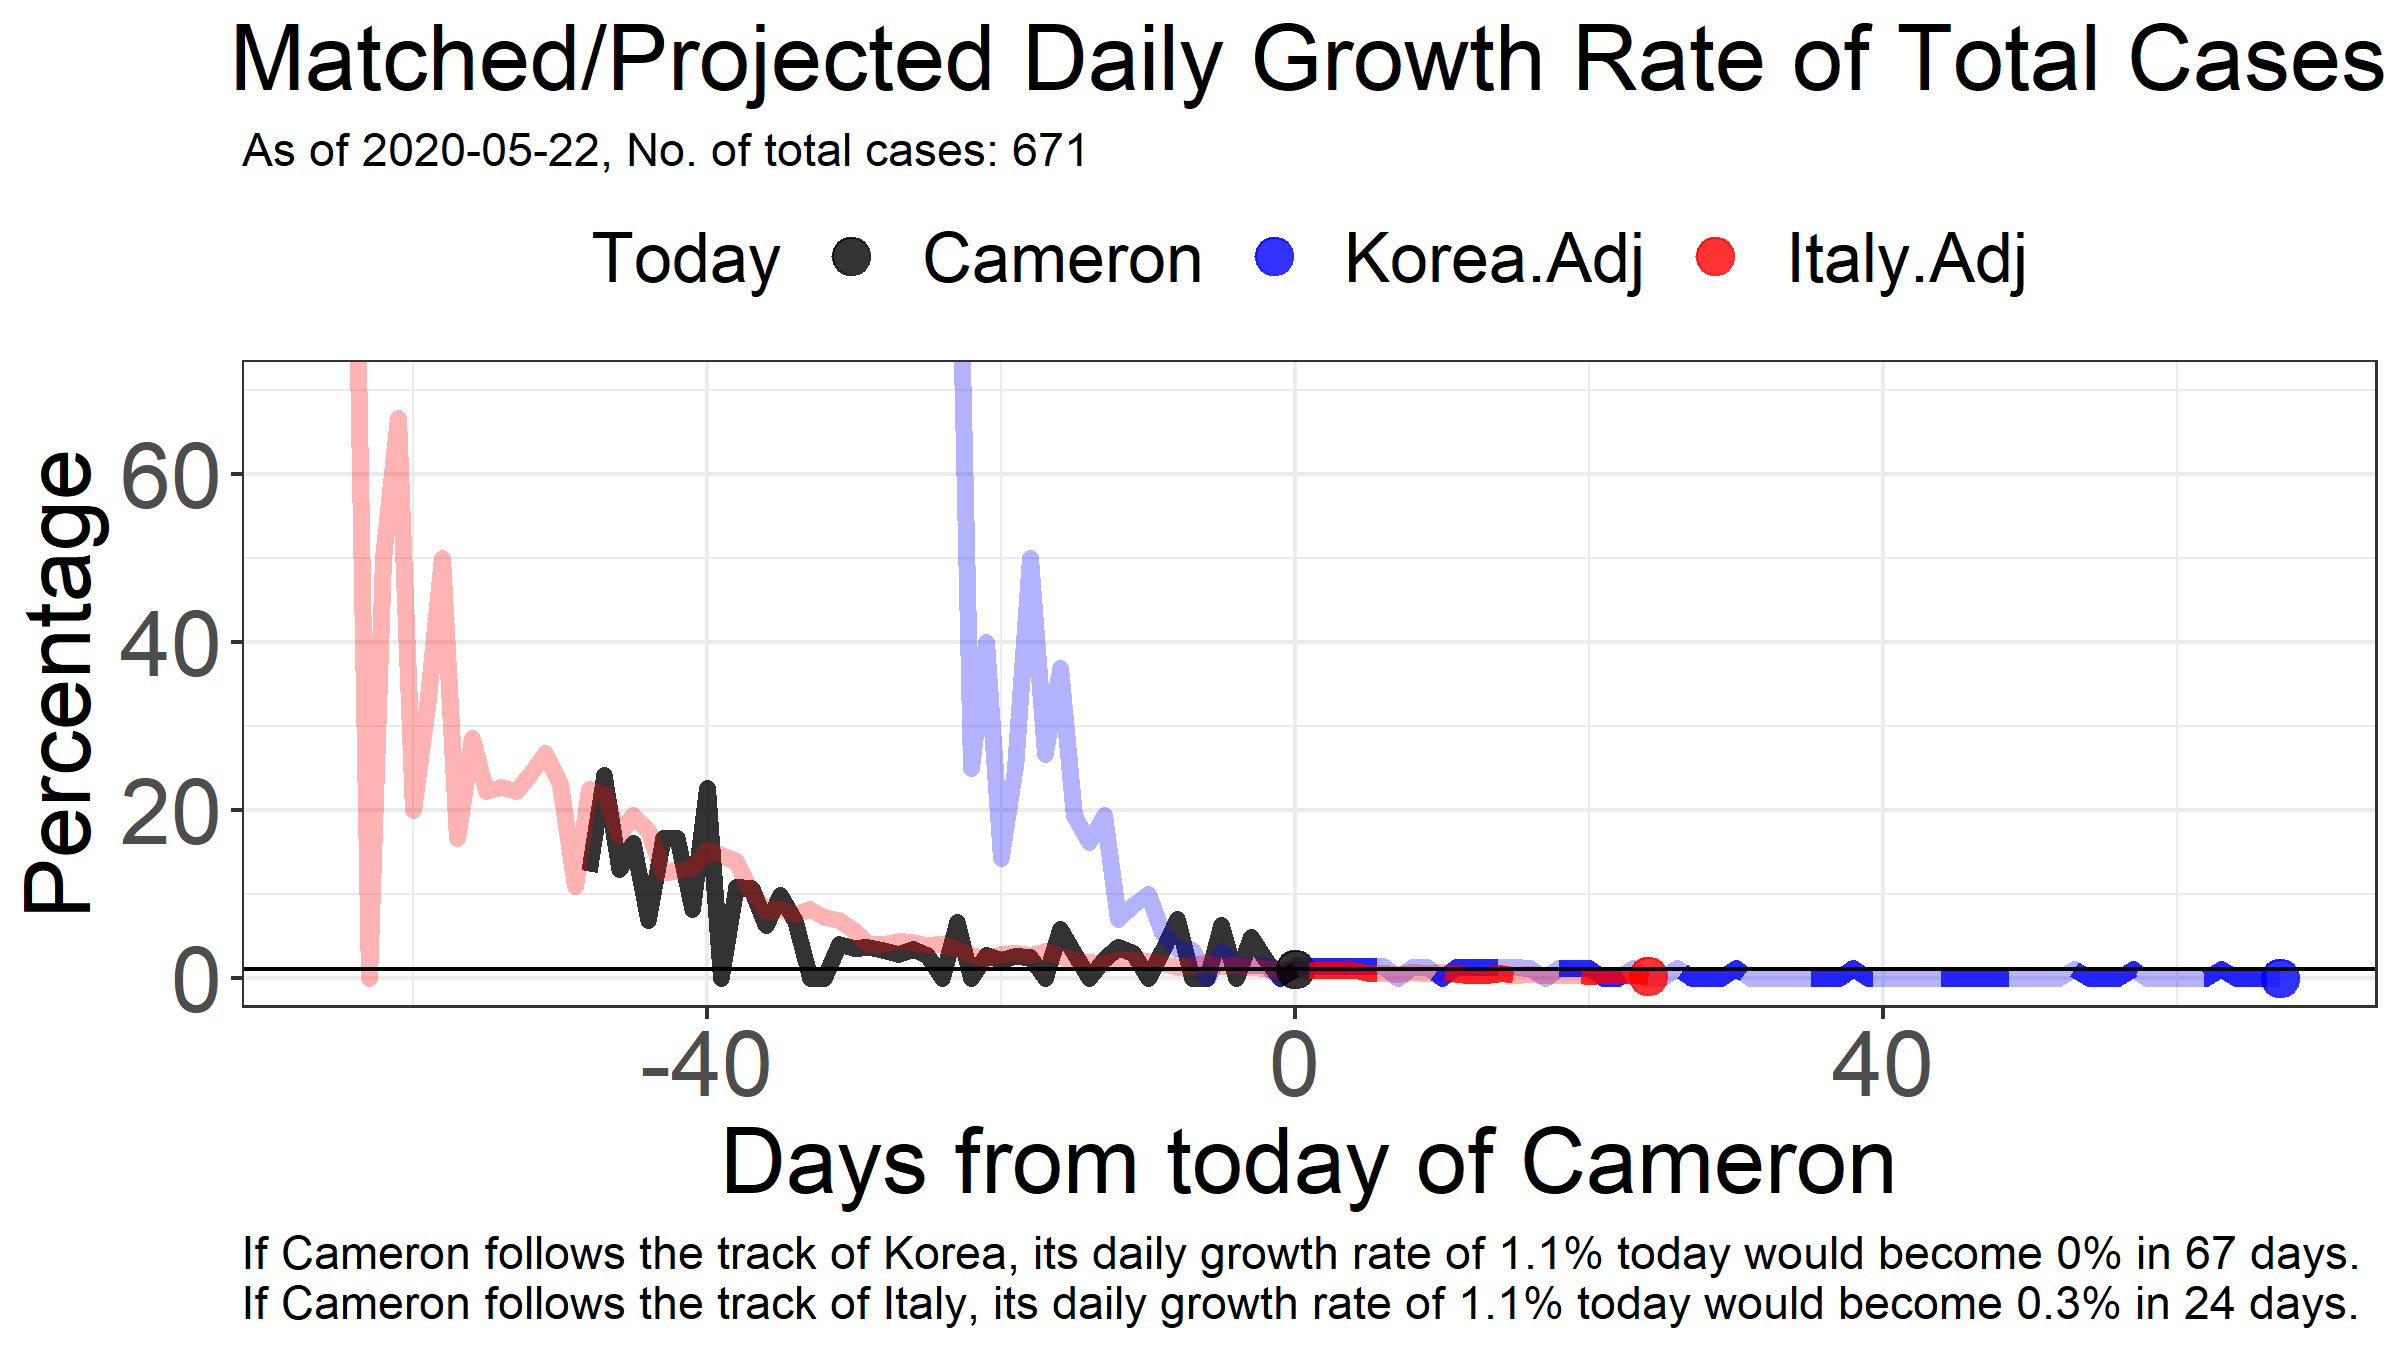 Matched/Projected Daily Growth Rate of Total Cases
As of 2020-05-22, No. of total cases: 671
Today Cameron Korea.Adj Italy.Adj
Percentage
60
40
20
0
-40 0 40
Days from today of Cameron
If Cameron follows the track of Korea, its daily growth rate of 1.1% today would become 0% in 67 days.
If Cameron follows the track of Italy, its daily growth rate of 1.1% today would become 0.3% in 24 days.